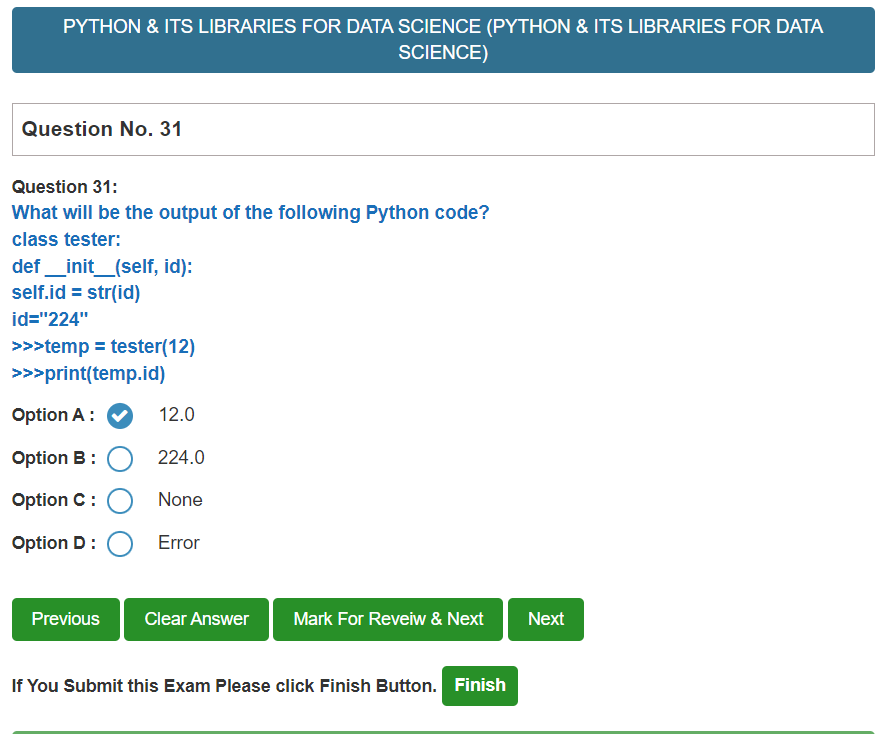 PYTHON & ITS LIBRARIES FOR DATA SCIENCE (PYTHON & ITS LIBRARIES FOR DATA
SCIENCE)
Question No. 31
Question 31:
What will be the output of the following Python code?
class tester:
def __init__(self, id):
self.id = str(id)
id="224"
>>>temp = tester(12)
>>>print(temp.id)
Option A : 12.0
Option B : 224.0
Option C : None
Option D : Error
Previous Clear Answer Mark For Reveiw & Next Next
If You Submit this Exam Please click Finish Button. Finish